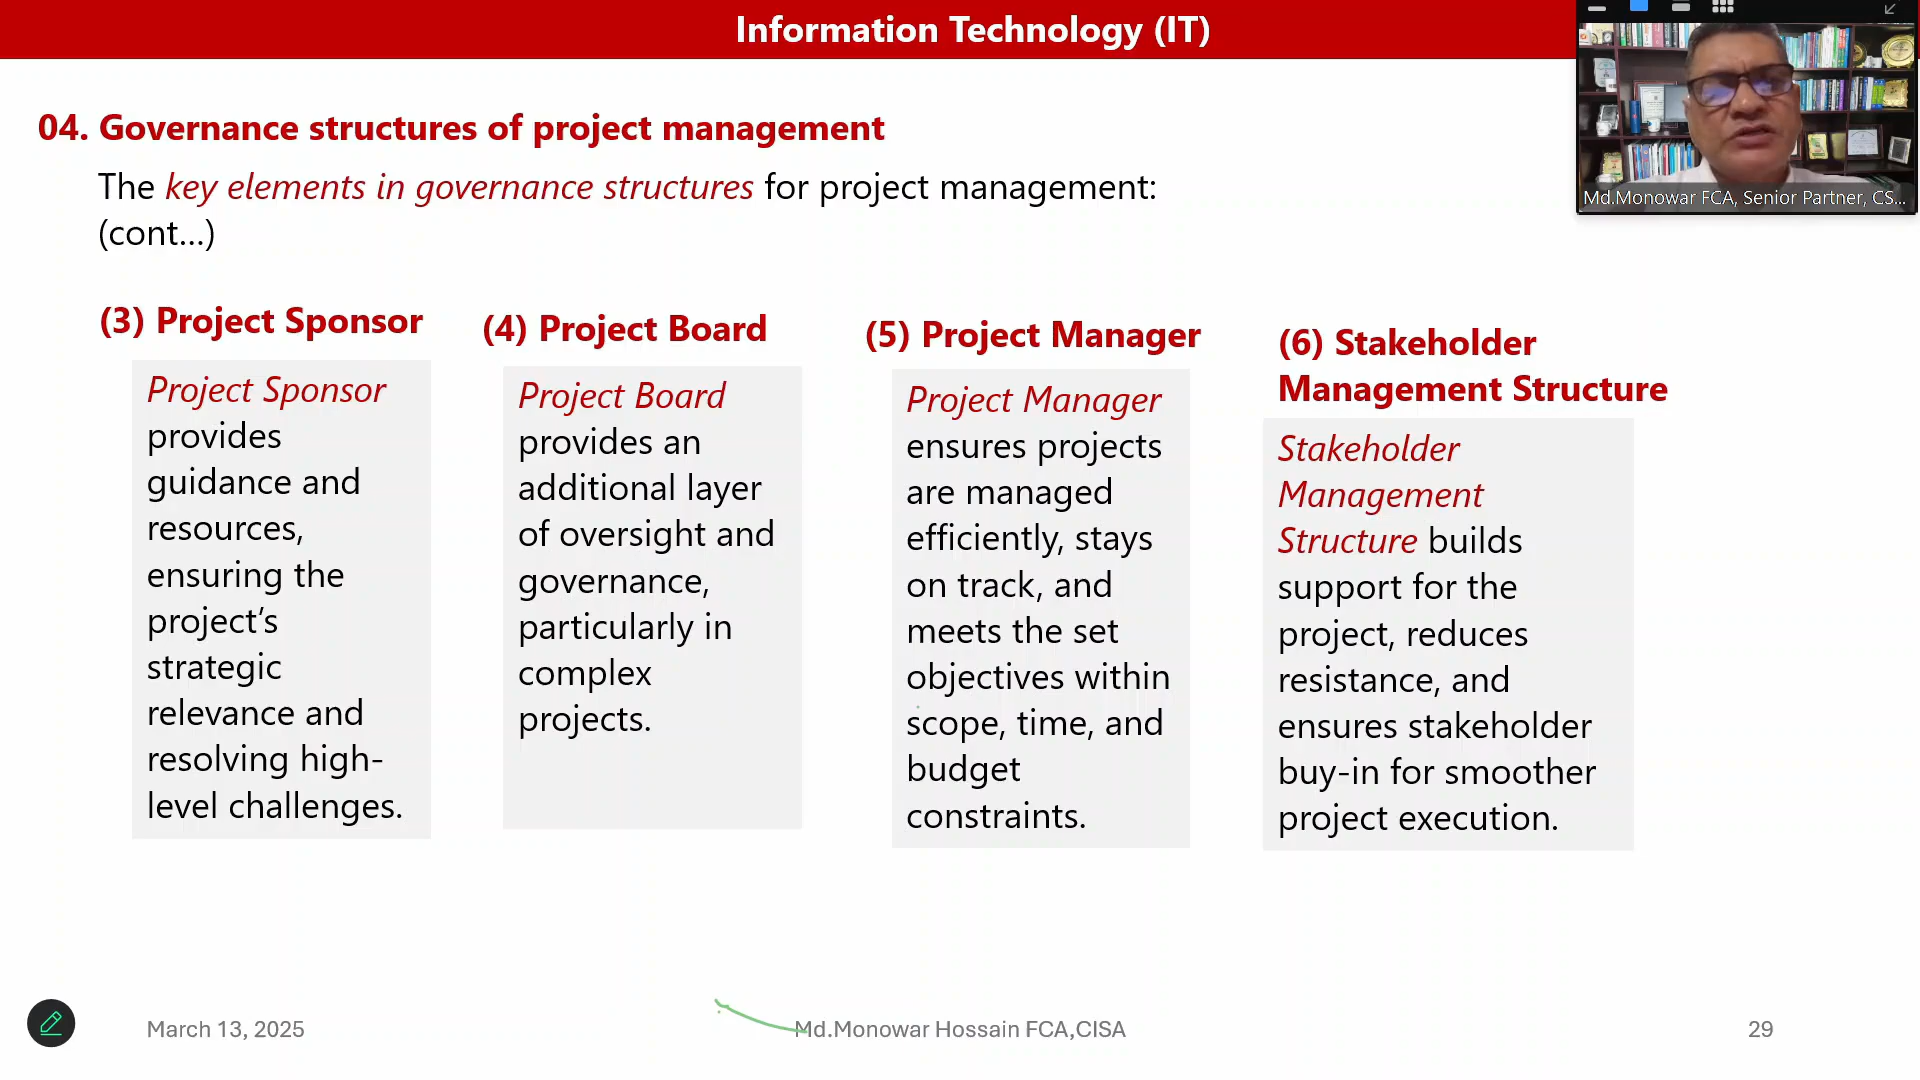 Information Technology (IT)
Md.Monowar FCA, Senior Partner, CS...
04. Governance structures of project management
The key elements in governance structures for project management:
(cont...)
(3) Project Sponsor
Project Sponsor
provides
guidance and
resources,
ensuring the
project’s
strategic
relevance and
resolving high-
level challenges.
(4) Project Board
Project Board
provides an
additional layer
of oversight and
governance,
particularly in
complex
projects.
(5) Project Manager
Project Manager
ensures projects
are managed
efficiently, stays
on track, and
meets the set
objectives within
scope, time, and
budget
constraints.
(6) Stakeholder
Management Structure
Stakeholder
Management
Structure builds
support for the
project, reduces
resistance, and
ensures stakeholder
buy-in for smoother
project execution.
March 13, 2025
Md.Monowar Hossain FCA,CISA
29